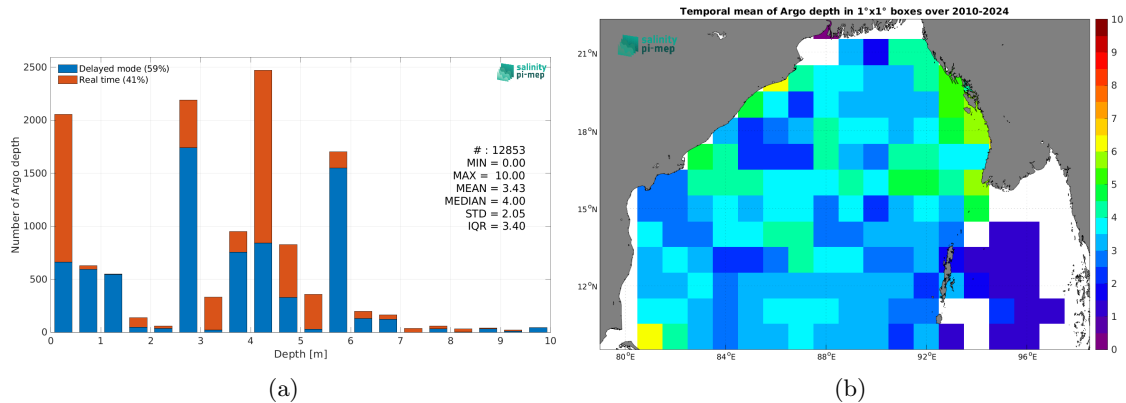 Temporal mean of Argo depth in 1°x1° boxes over 2010-2024
Delayed mode (59%)
Real time (41%)
salinity
pi-mep
# : 12853
MIN = 0.00
MAX = 10.00
MEAN = 3.43
MEDIAN = 4.00
STD = 2.05
IQR = 3.40
Number of Argo depth
2500
2000
1500
1000
500
0
0 1 2 3 4 5 6 7 8 9 10
Depth [m]
(a)
salinity
pi-mep
21°N
18°N
15°N
12°N
80°E 84°E 88°E 92°E 96°E
10
9
8
7
6
5
4
3
2
1
0
(b)